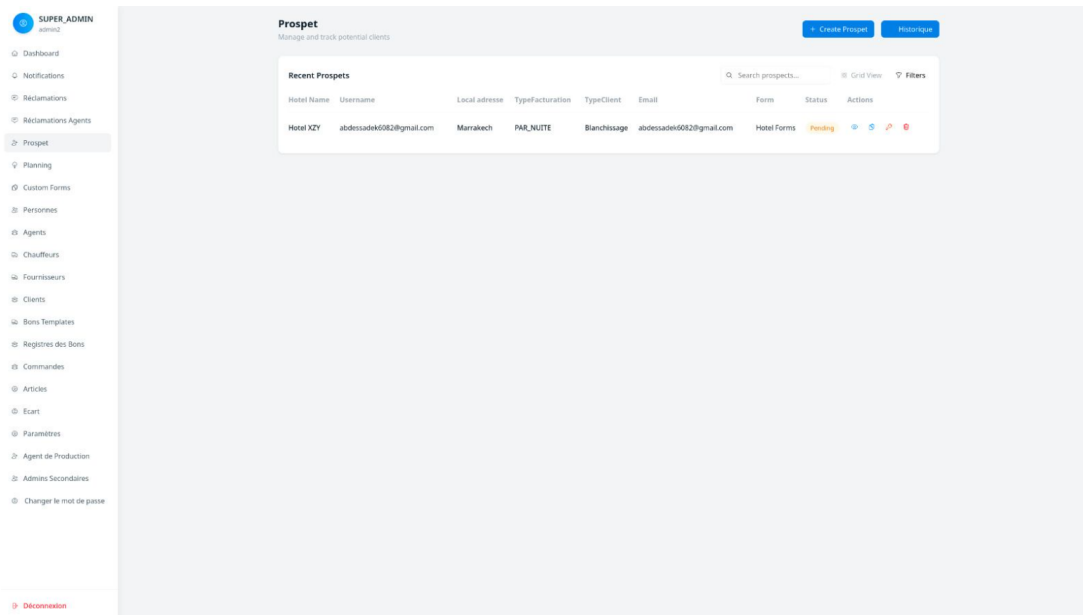 SUPER_ADMIN
admin2
Dashboard
Notifications
Réclamations
Réclamations Agents
Prospet
Planning
Custom Forms
Personnes
Agents
Chauffeurs
Fournisseurs
Clients
Bons Templates
Registres des Bons
Commandes
Articles
Ecart
Paramètres
Agent de Production
Admins Secondaires
Changer le mot de passe
Déconnexion
Prospet
Manage and track potential clients
+ Create Prospet
Historique
Recent Prospets
Search prospects...
Grid View
Filters
Hotel Name Username Local adresse TypeFacturation TypeClient Email Form Status Actions
Hotel XZY abdessadek6082@gmail.com Marrakech PAR_NUITE Blanchissage abdessadek6082@gmail.com Hotel Forms Pending